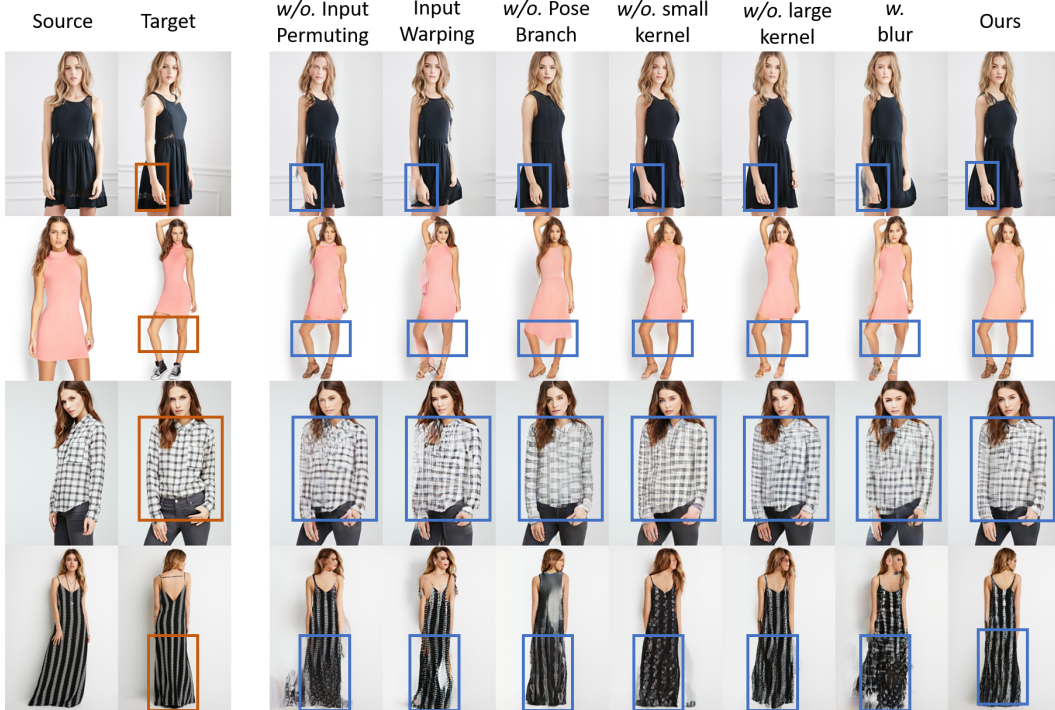 Source
Target
w/o. Input
Permuting
Input
Warping
w/o. Pose
Branch
w/o. small
kernel
w/o. large
kernel
w.
blur
Ours